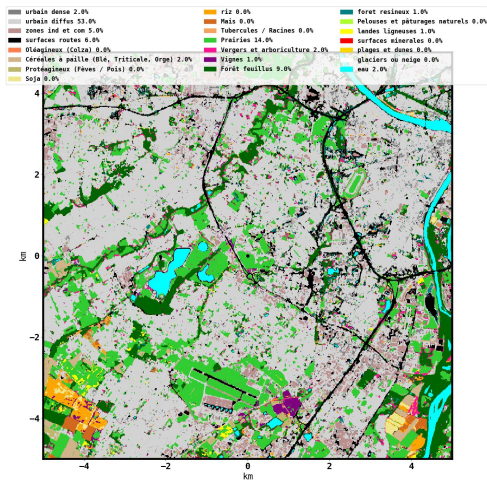 urbain dense 2.0%
urbain diffus 53.0%
zones ind et com 5.0%
surfaces routes 6.0%
Oléagineux (Colza) 0.0%
Céréales à paille (Blé, Triticale, Orge) 2.0%
Protéagineux (Fèves / Pois) 0.0%
Soja 0.0%
riz 0.0%
Maïs 0.0%
Tubercules / Racines 0.0%
Prairies 14.0%
Vergers et arboriculture 2.0%
Vignes 1.0%
Forêt feuillus 9.0%
foret resineux 1.0%
Pelouses et pâturages naturels 0.0%
landes ligneuses 1.0%
surfaces minerales 0.0%
plages et dunes 0.0%
glaciers ou neige 0.0%
eau 2.0%
km
4
2
0
−2
−4
−4
−2
0
2
4
km